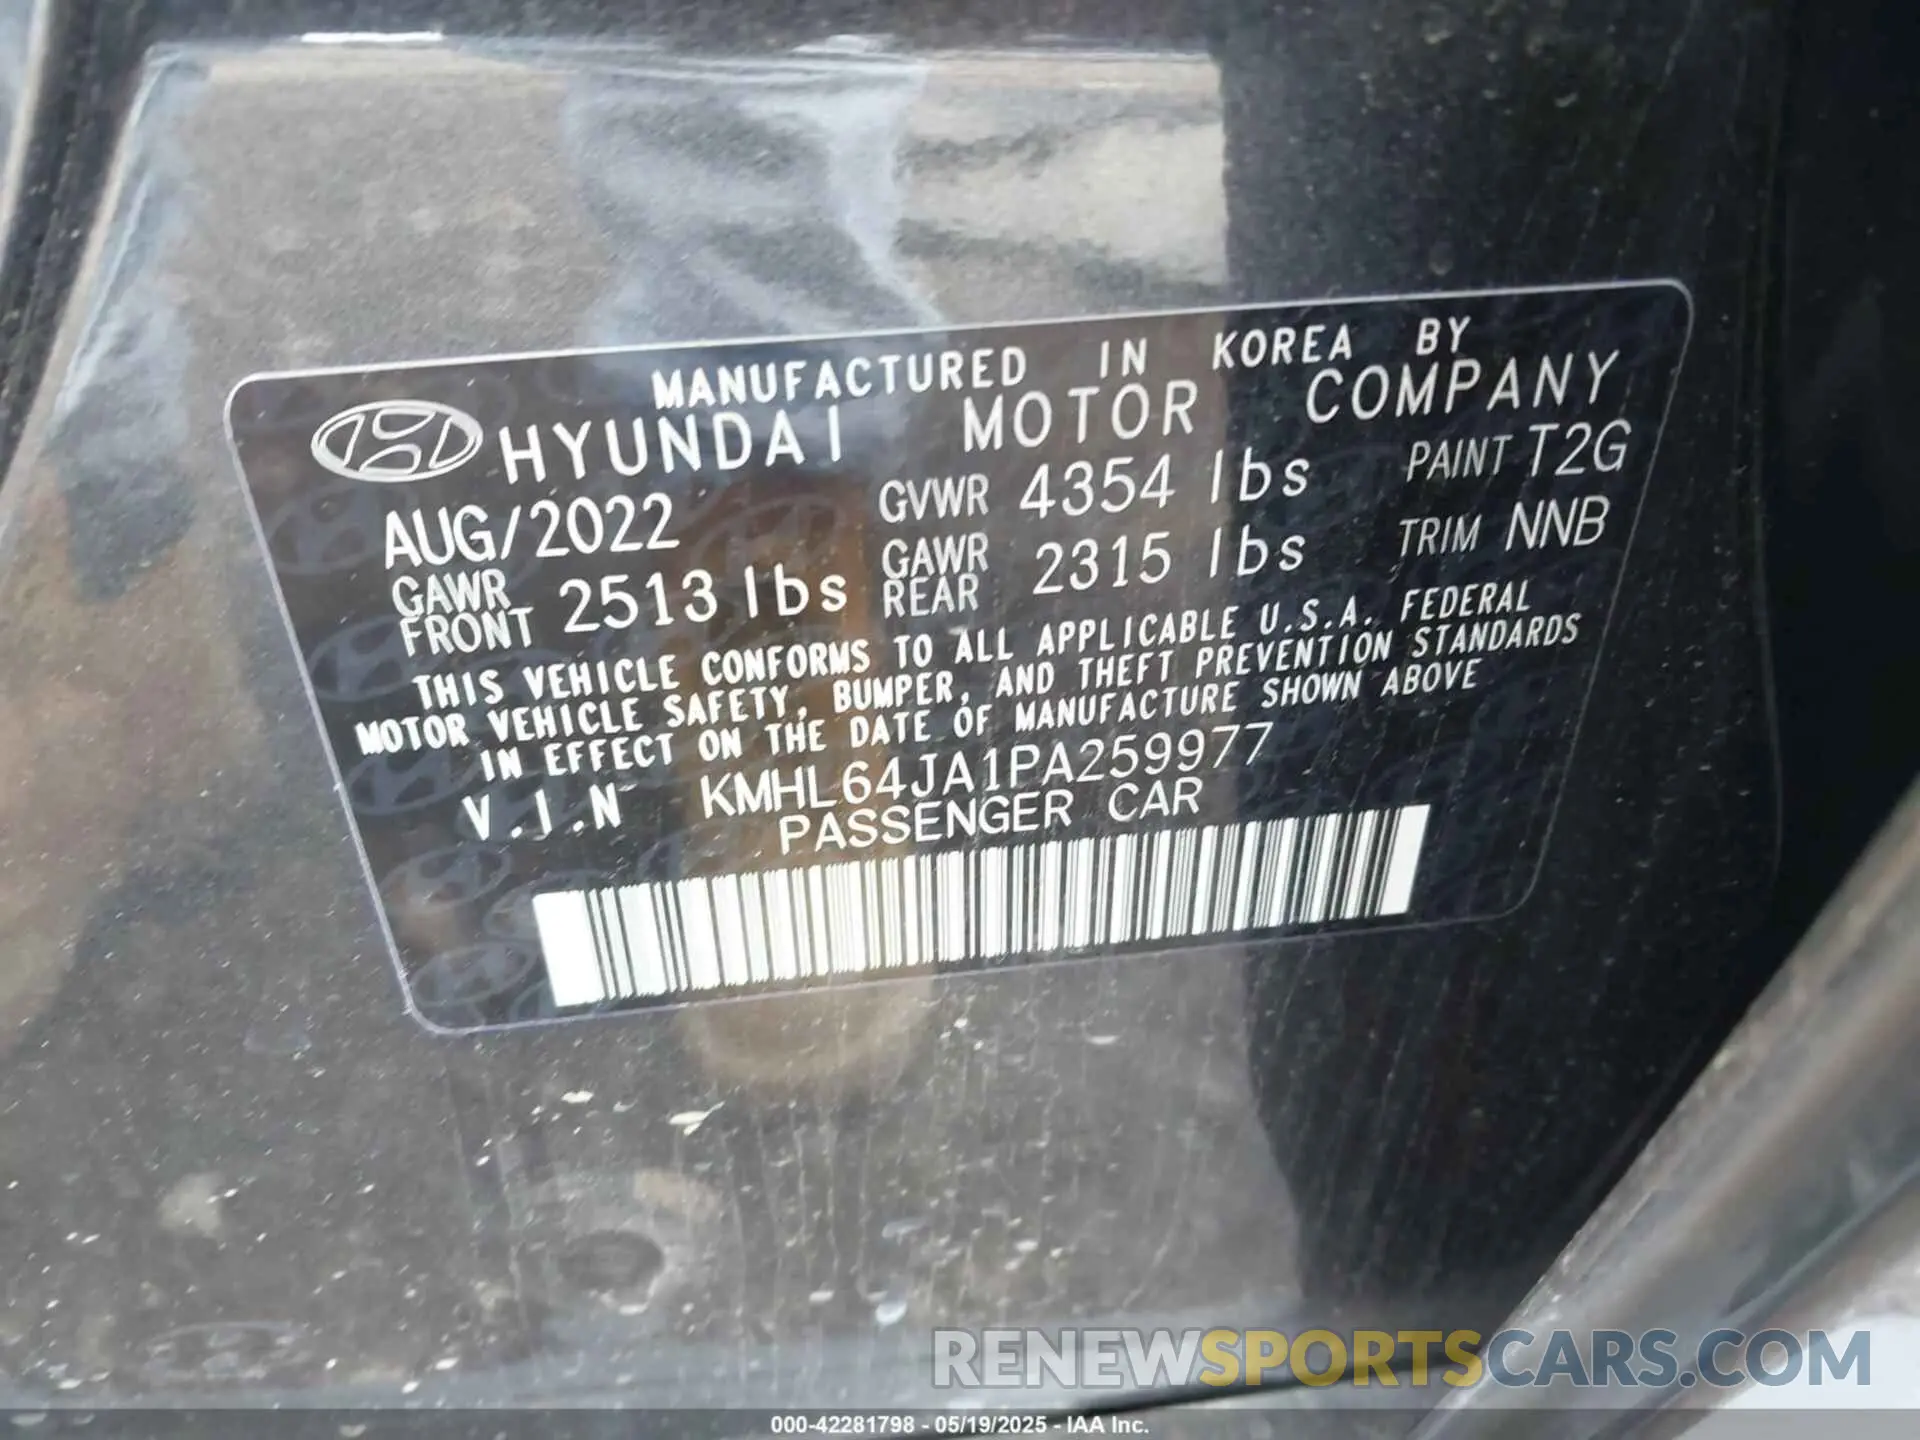 MANUFACTURED IN KOREA BY
HYUNDAI MOTOR COMPANY
AUG/2022 GVWR 4354 lbs PAINT T2G
GAWR FRONT 2513 lbs GAWR REAR 2315 lbs TRIM NNB
THIS VEHICLE CONFORMS TO ALL APPLICABLE U.S.A. FEDERAL
MOTOR VEHICLE SAFETY, BUMPER, AND THEFT PREVENTION STANDARDS
IN EFFECT ON THE DATE OF MANUFACTURE SHOWN ABOVE
V.I.N KMHL64JA1PA259977
PASSENGER CAR
RENEWSPORTSCARS.COM
000-42281798 - 05/19/2025 - IAA Inc.